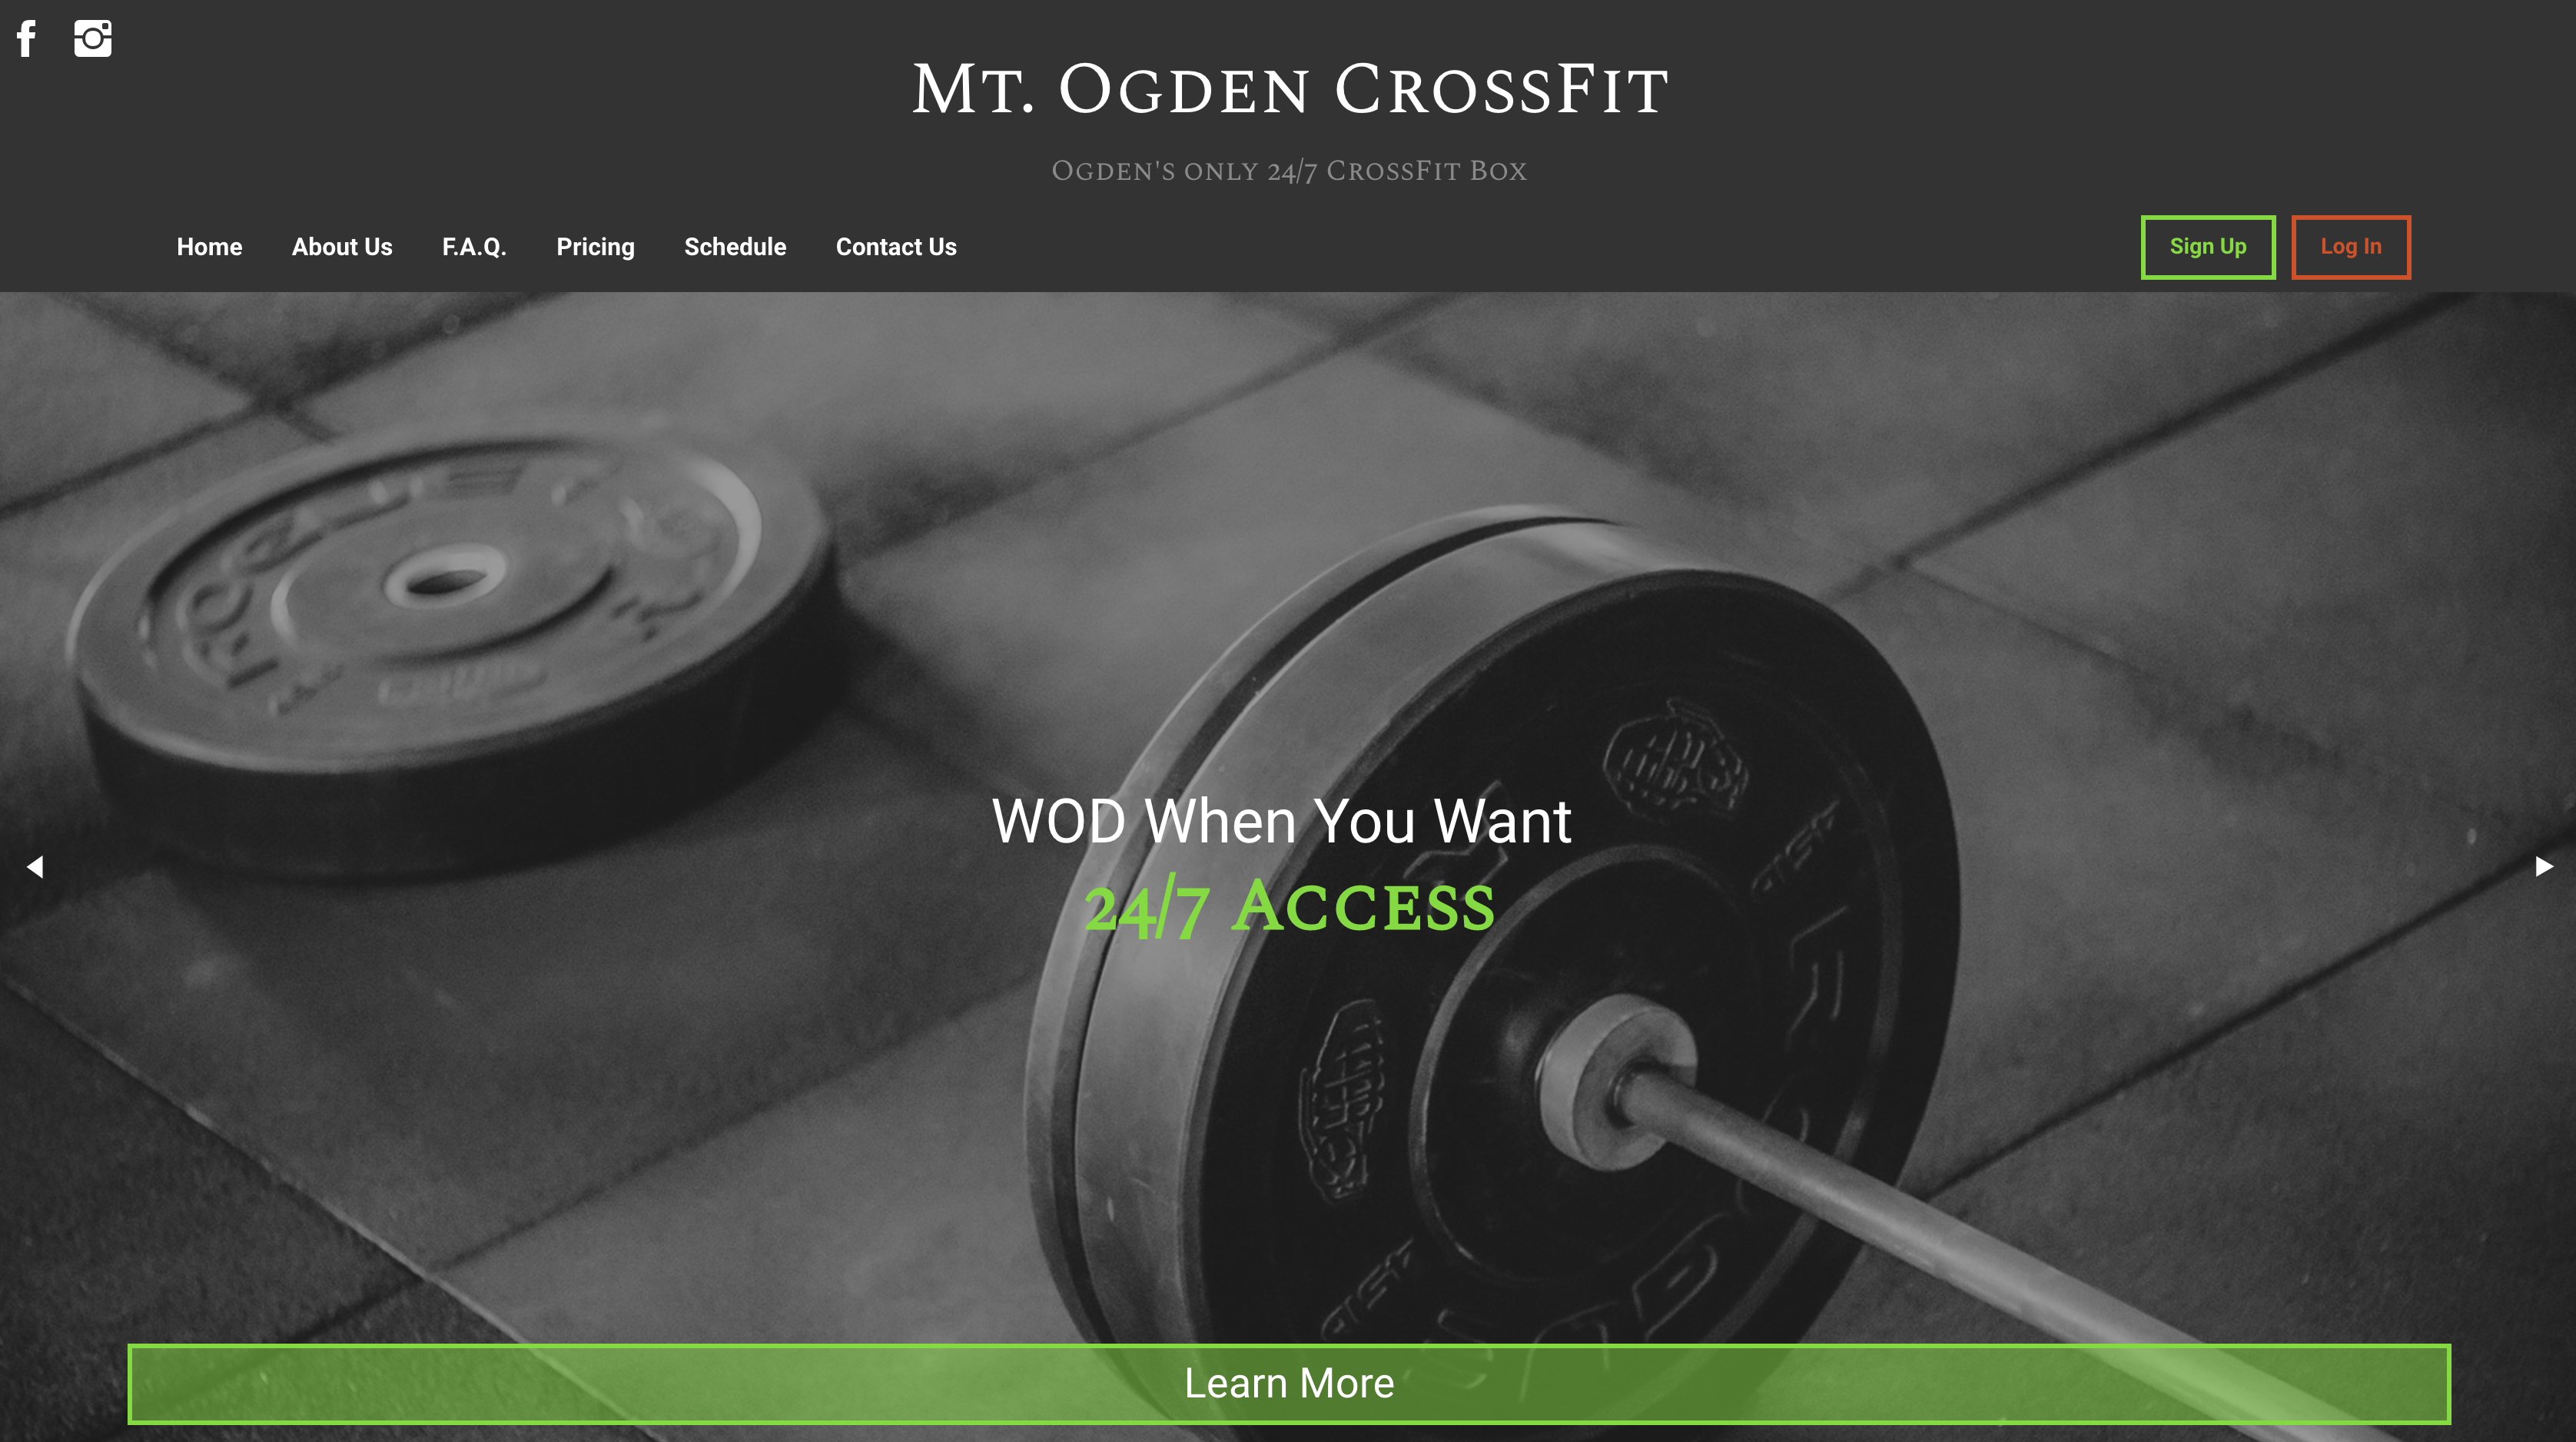 Mt. Ogden CrossFit
Ogden's only 24/7 CrossFit Box
Home
About Us
F.A.Q.
Pricing
Schedule
Contact Us
Sign Up
Log In
WOD When You Want
24/7 Access
Learn More